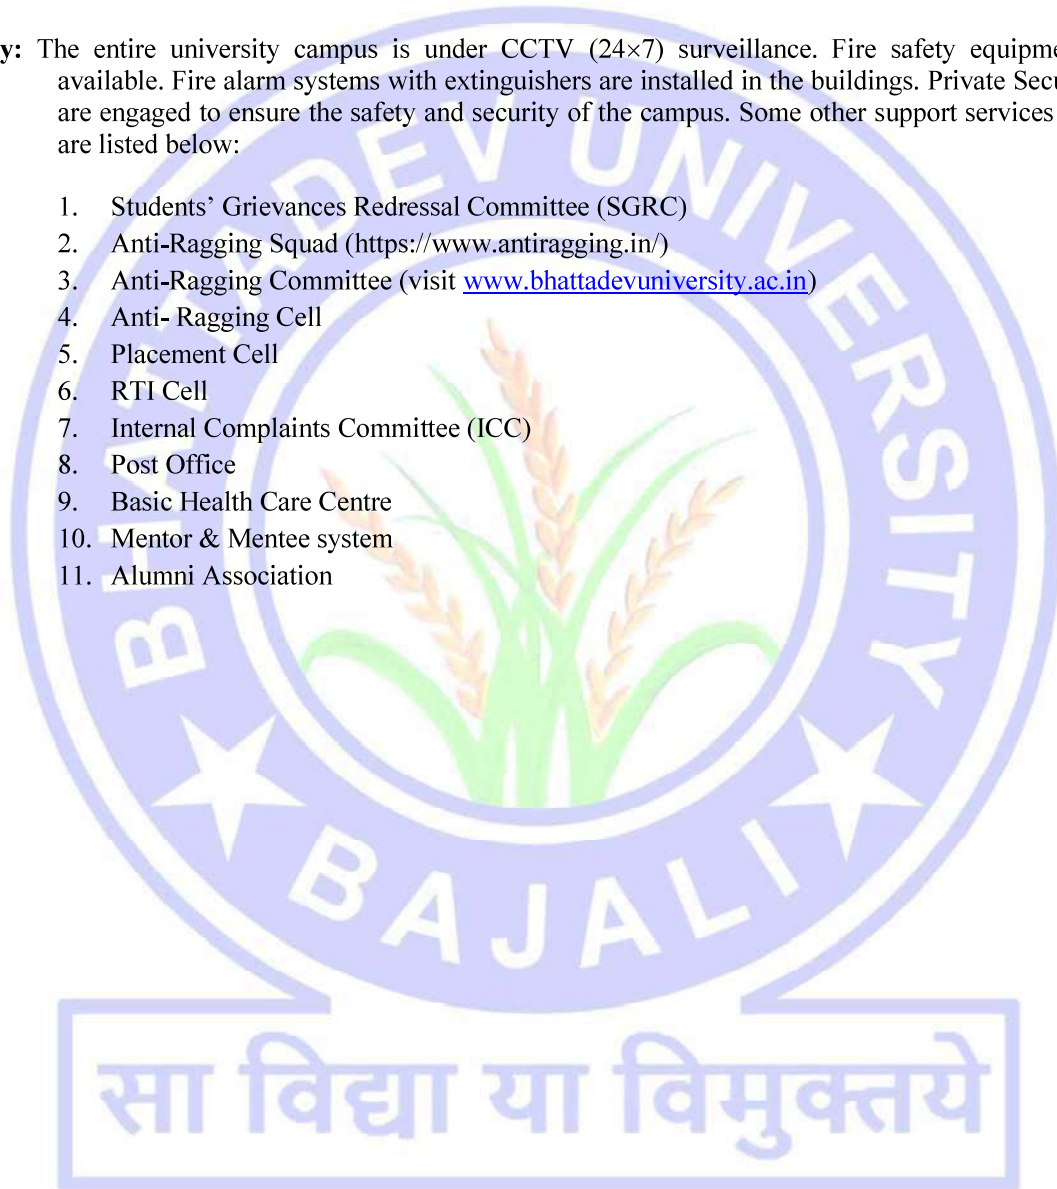 y: The entire university campus is under CCTV (24×7) surveillance. Fire safety
available. Fire alarm systems with extinguishers are installed in the buildings. Private
are engaged to ensure the safety and security of the campus. Some other support services
are listed below:
1. Students’ Grievances Redressal Committee (SGRC)
2. Anti-Ragging Squad (https://www.antiragging.in/)
3. Anti-Ragging Committee (visit www.bhattadevuniversity.ac.in)
4. Anti- Ragging Cell
5. Placement Cell
6. RTI Cell
7. Internal Complaints Committee (ICC)
8. Post Office
9. Basic Health Care Centre
10. Mentor & Mentee system
11. Alumni Association
BHATTADEV UNIVERSITY
BAJALI
सा विद्या या विमुक्तये